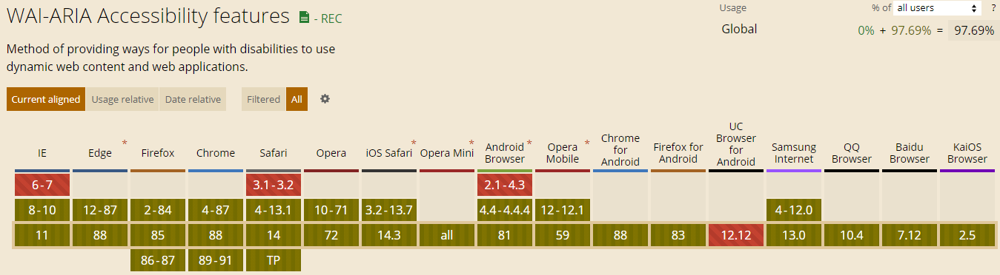 WAI-ARIA Accessibility features - REC
Usage % of all users ?
Global 0% + 97.69% = 97.69%
Method of providing ways for people with disabilities to use
dynamic web content and web applications.
Current aligned Usage relative Date relative Filtered All
IE Edge * Firefox Chrome Safari Opera iOS Safari * Opera Mini * Android Browser * Opera Mobile * Chrome for Android Firefox for Android UC Browser for Android Samsung Internet QQ Browser Baidu Browser KaiOS Browser
6-7 3.1-3.2 2.1-4.3
8-10 12-87 2-84 4-87 4-13.1 10-71 3.2-13.7 4.4-4.4.4 12-12.1 4-12.0
11 88 85 88 14 72 14.3 all 81 59 88 83 12.12 13.0 10.4 7.12 2.5
86-87 89-91 TP